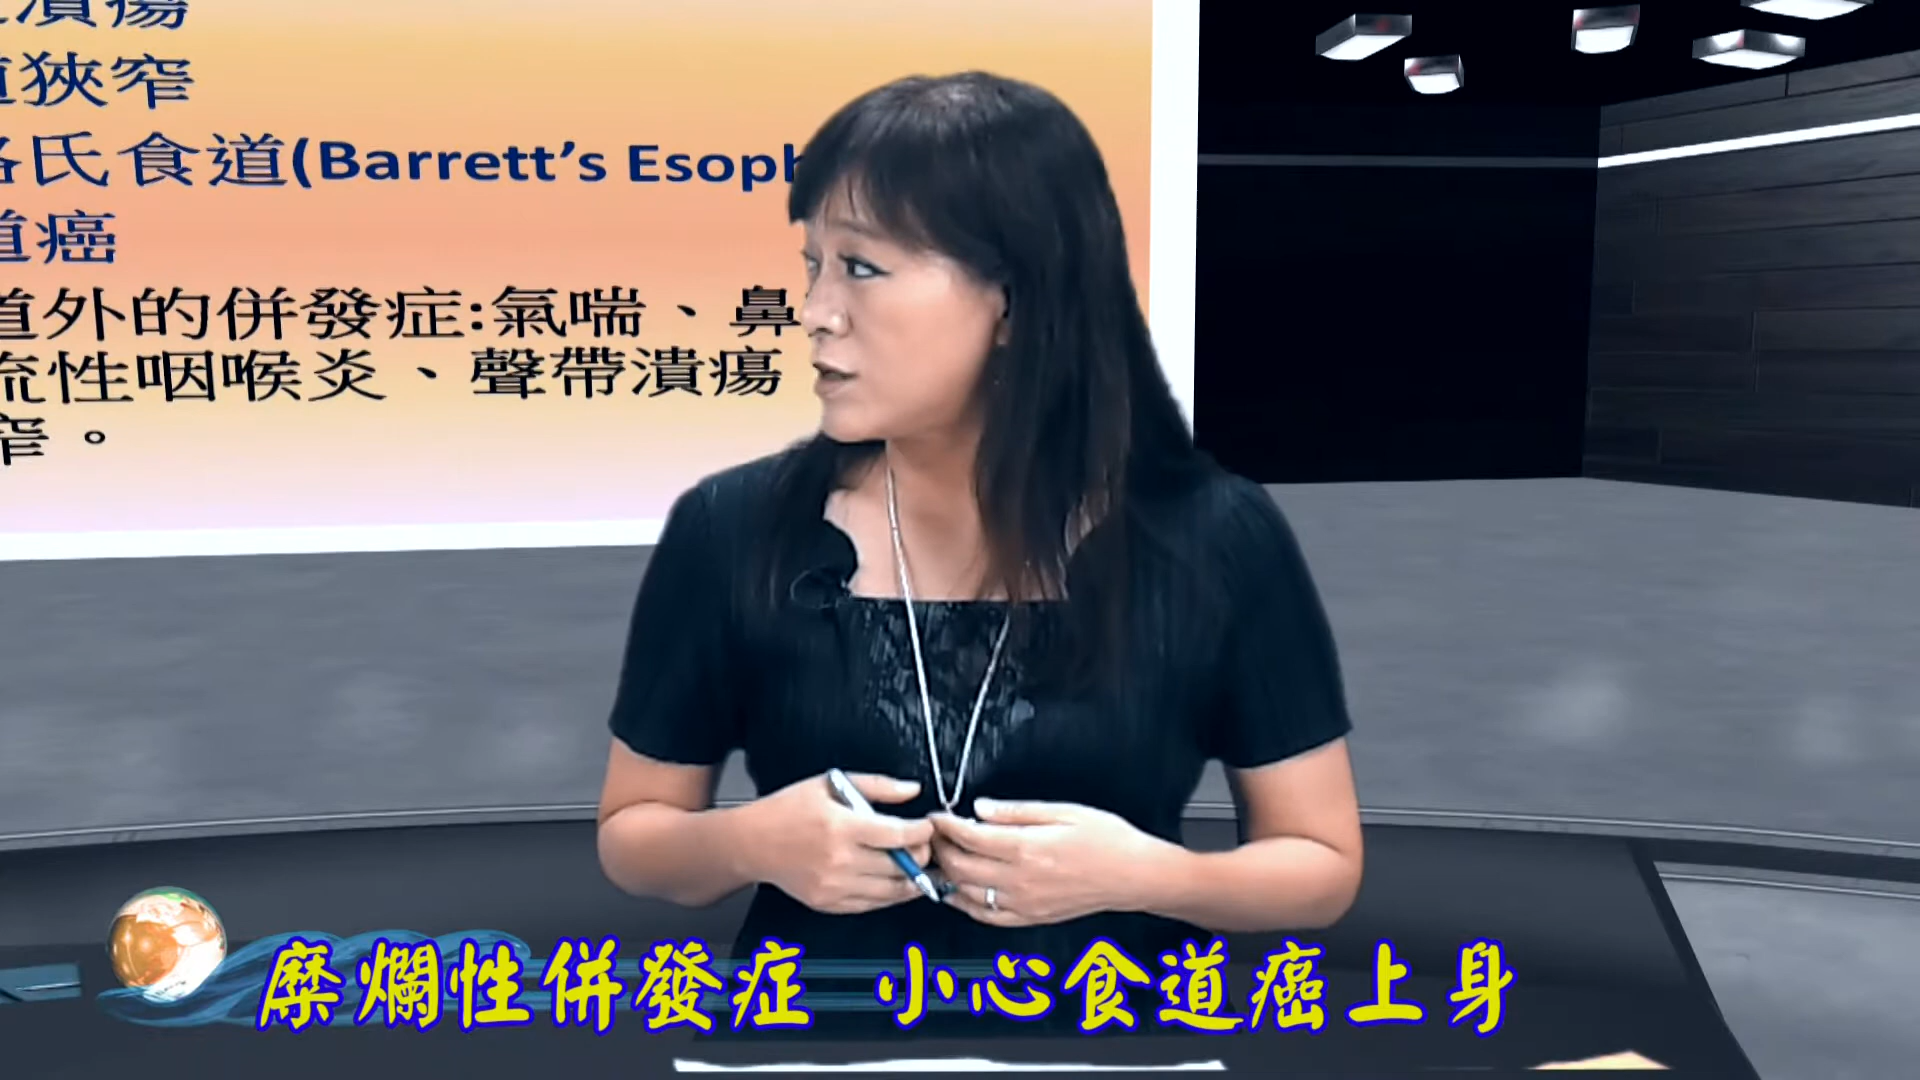 潰瘍
道狹窄
洛氏食道(Barrett's Esoph
道癌
道外的併發症:氣喘、鼻
流性咽喉炎、聲帶潰瘍
窄。
糜爛性併發症 小心食道癌上身